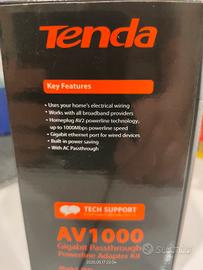 Tenda
Key Features
• Uses your home's electrical wiring
• Works with all broadband providers
• Homeplug AV2 powerline technology,
up to 1000Mbps powerline speed
• Gigabit ethernet port for wired devices
• Built-in power saving
• With AC Passthrough
TECH SUPPORT
AV1000
Gigabit Passthrough
Powerline Adapter Kit
Subito